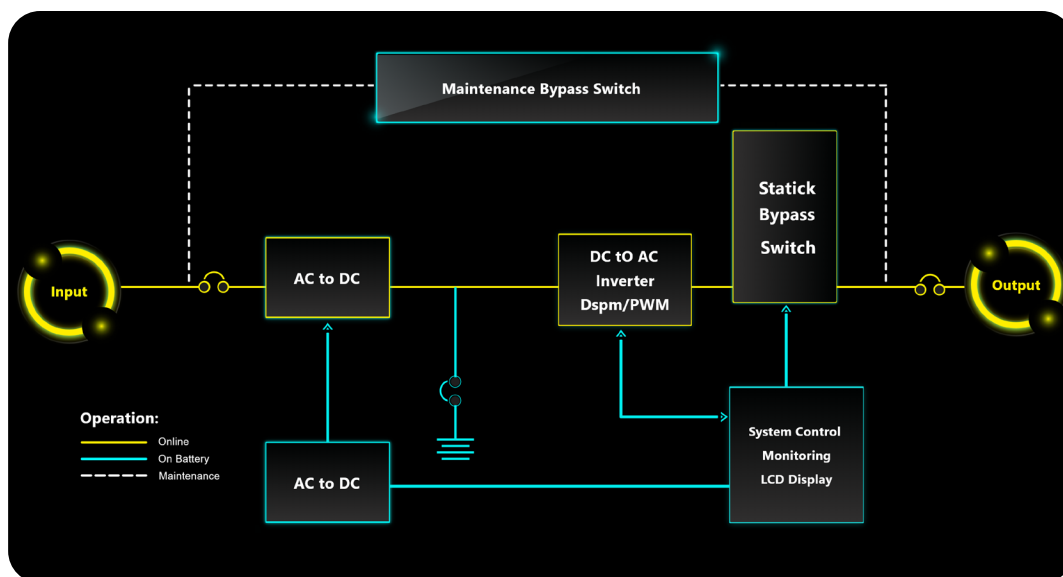 Maintenance Bypass Switch
Statick
Bypass
Switch
Input
AC to DC
DC tO AC
Inverter
Dspm/PWM
Output
Operation:
Online
On Battery
Maintenance
AC to DC
System Control
Monitoring
LCD Display